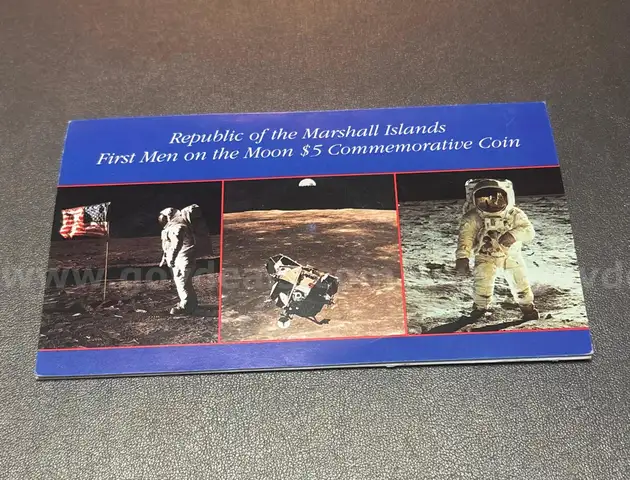 Republic of the Marshall Islands
First Men on the Moon $5 Commemorative Coin